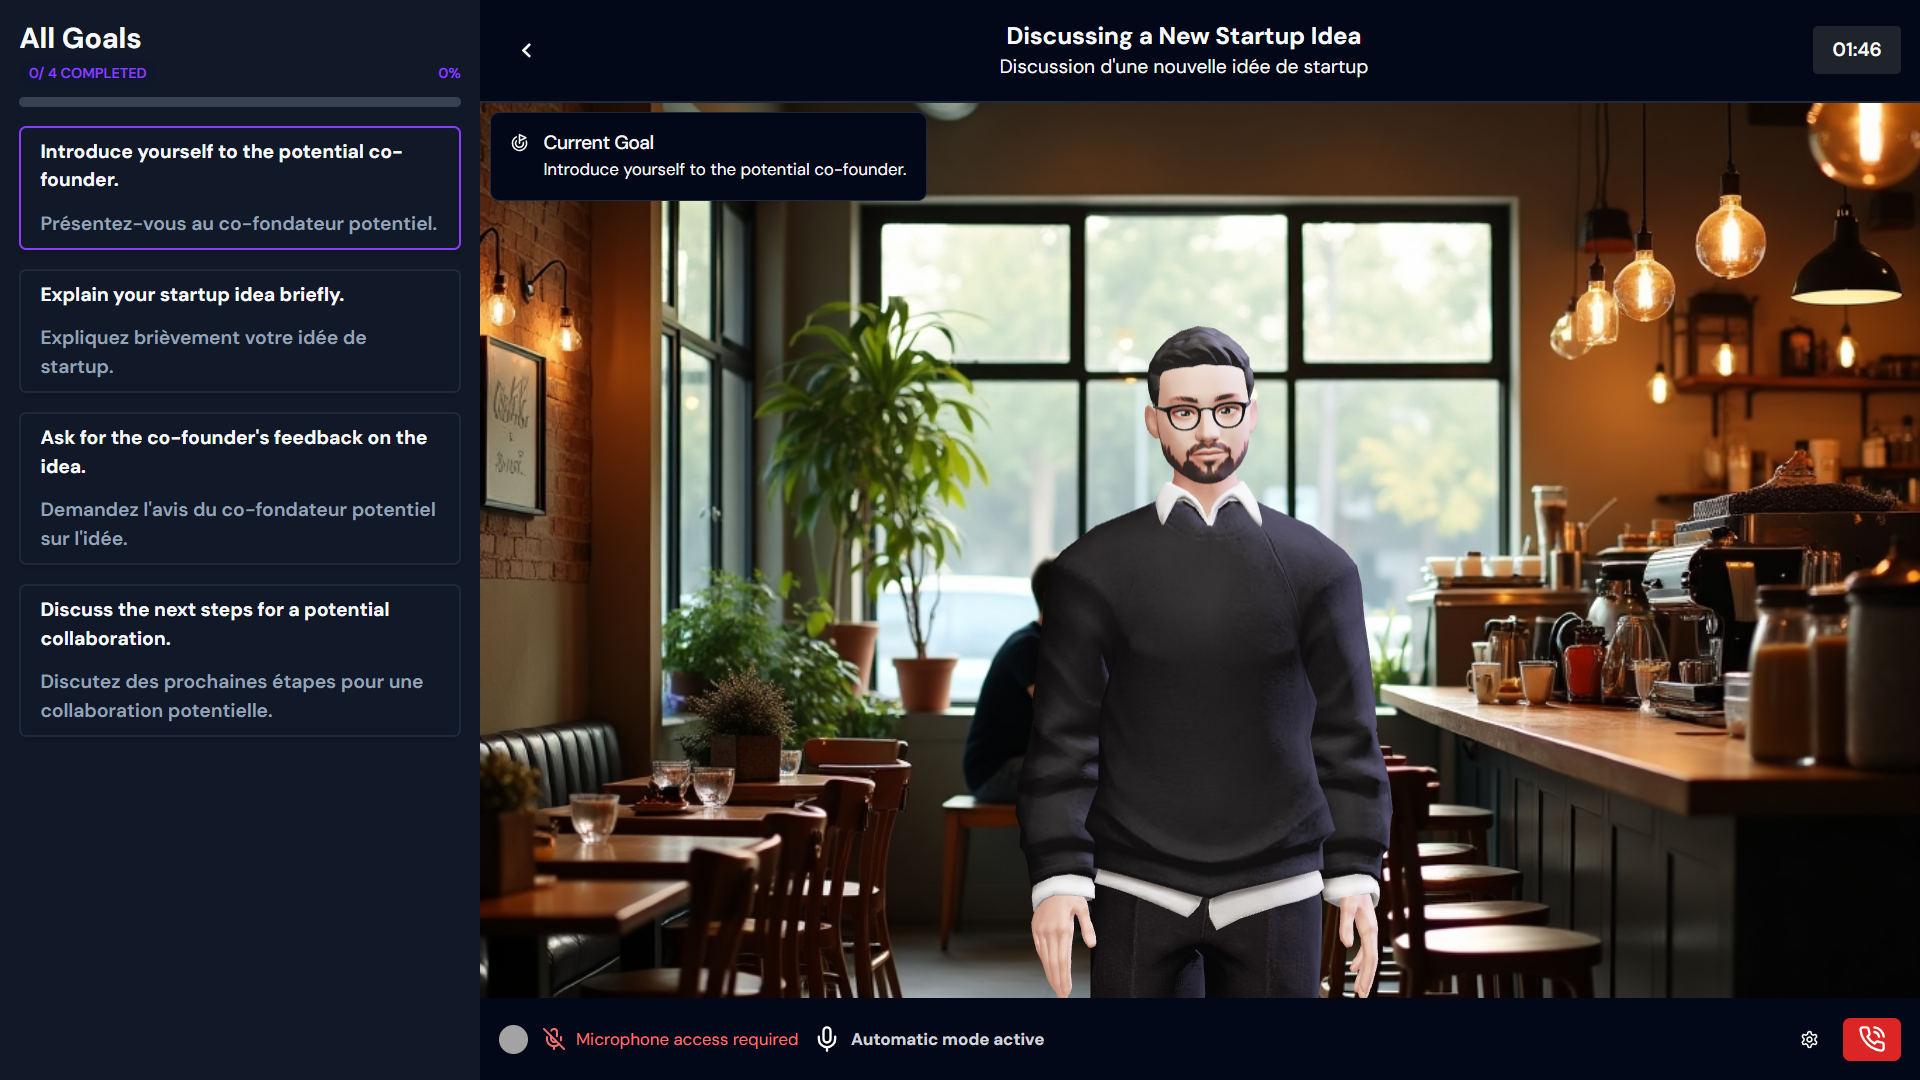 All Goals
0/ 4 COMPLETED
0%
Introduce yourself to the potential co-
founder.
Présentez-vous au co-fondateur potentiel.
Explain your startup idea briefly.
Expliquez brièvement votre idée de
startup.
Ask for the co-founder's feedback on the
idea.
Demandez l'avis du co-fondateur potentiel
sur l'idée.
Discuss the next steps for a potential
collaboration.
Discutez des prochaines étapes pour une
collaboration potentielle.
Discussing a New Startup Idea
Discussion d'une nouvelle idée de startup
01:46
Current Goal
Introduce yourself to the potential co-founder.
Microphone access required
Automatic mode active